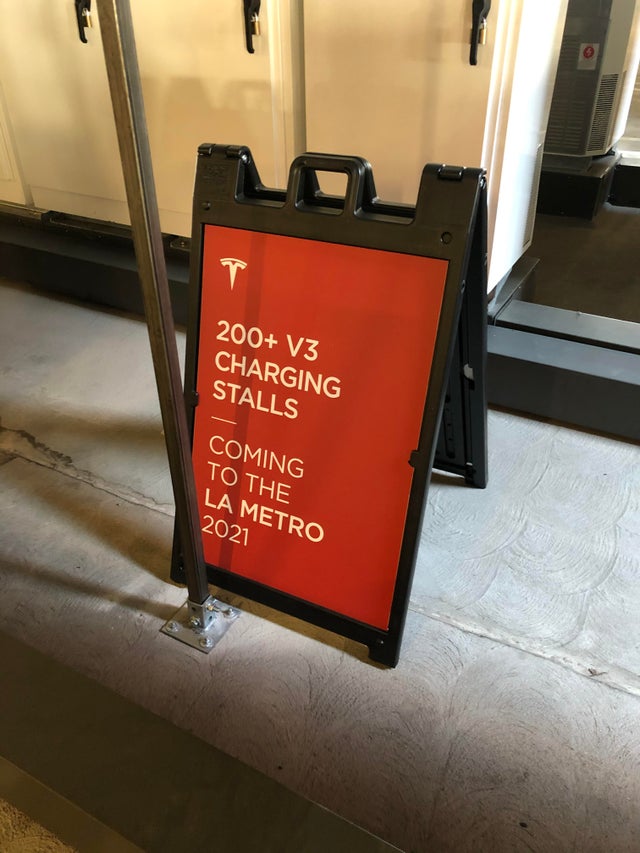 200+ V3
CHARGING
STALLS
COMING
TO THE
LA METRO
2021